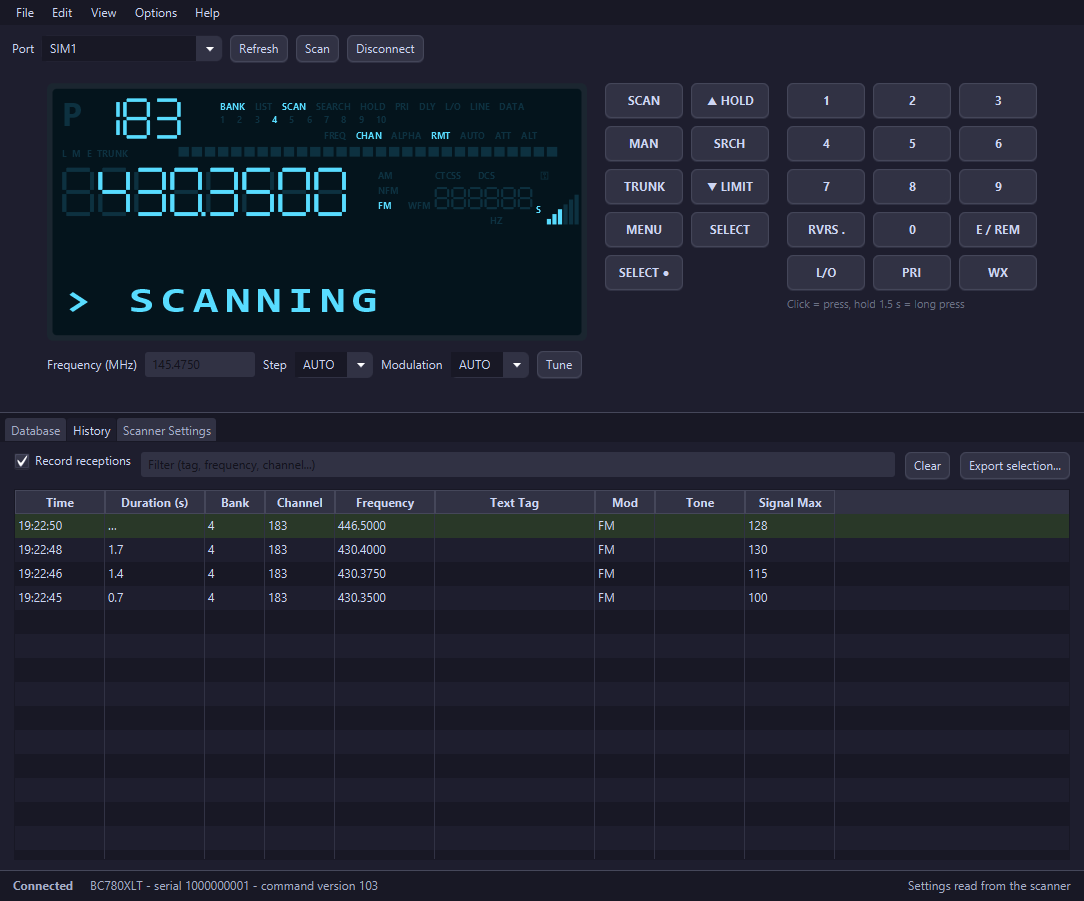 File Edit View Options Help
Port SIM1 Refresh Scan Disconnect
P 183 BANK LIST SCAN SEARCH HOLD PRI DLY L/O LINE DATA
1 2 3 4 5 6 7 8 9 10
FREQ CHAN ALPHA RMT AUTO ATT ALT
L M E TRUNK
430.3500 AM CTCSS DCS
NFM
FM WFM S
HZ
> SCANNING
SCAN ▲ HOLD 1 2 3
MAN SRCH 4 5 6
TRUNK ▼ LIMIT 7 8 9
MENU SELECT RVRS . 0 E / REM
SELECT ● L/O PRI WX
Click = press, hold 1.5 s = long press
Frequency (MHz) 145.4750 Step AUTO Modulation AUTO Tune
Database History Scanner Settings
Record receptions Filter (tag, frequency, channel...) Clear Export selection...
Time Duration (s) Bank Channel Frequency Text Tag Mod Tone Signal Max
19:22:50 ... 4 183 446.5000 FM 128
19:22:48 1.7 4 183 430.4000 FM 130
19:22:46 1.4 4 183 430.3750 FM 115
19:22:45 0.7 4 183 430.3500 FM 100
Connected BC780XLT - serial 1000000001 - command version 103 Settings read from the scanner